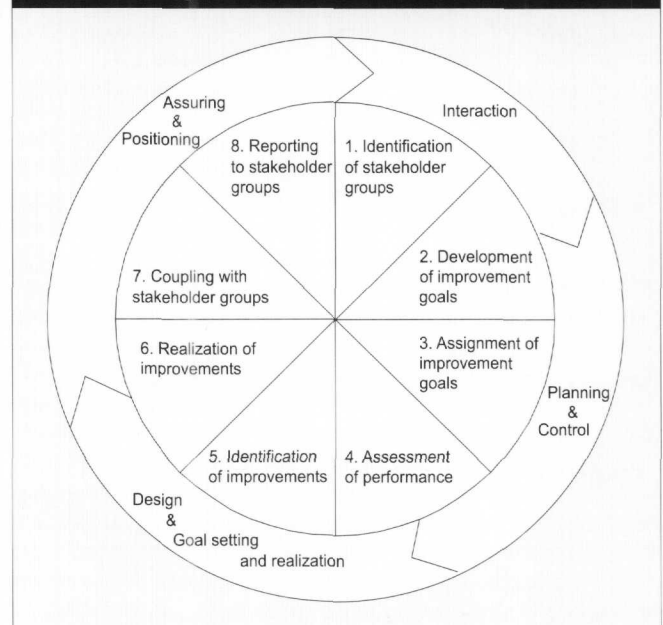 Assuring
&
Positioning
Interaction
8. Reporting
to stakeholder
groups
1. Identification
of stakeholder
groups
2. Development
of improvement
goals
7. Coupling with
stakeholder groups
3. Assignment of
improvement
goals
6. Realization of
improvements
Planning
&
Control
5. Identification
of improvements
4. Assessment
of performance
Design
&
Goal setting
and realization